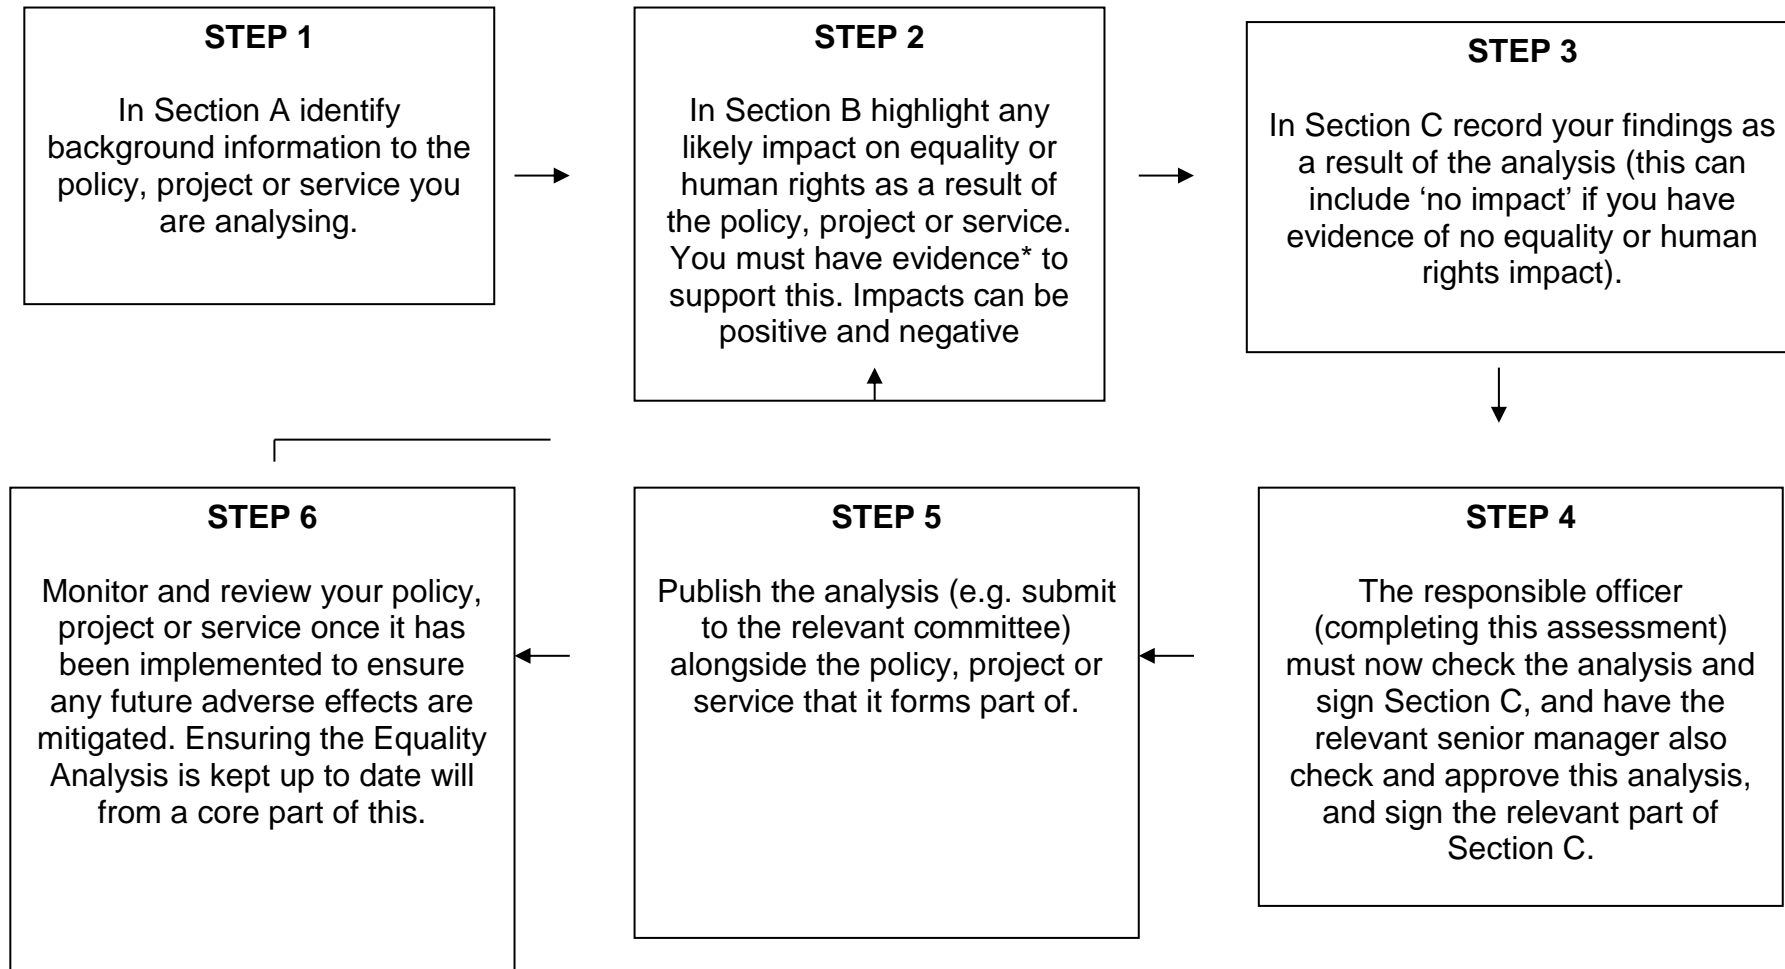 STEP 1
In Section A identify
background information to the
policy, project or service you
are analysing.
STEP 2
In Section B highlight any
likely impact on equality or
human rights as a result of
the policy, project or service.
You must have evidence* to
support this. Impacts can be
positive and negative
STEP 3
In Section C record your findings as
a result of the analysis (this can
include ‘no impact’ if you have
evidence of no equality or human
rights impact).
STEP 4
The responsible officer
(completing this assessment)
must now check the analysis and
sign Section C, and have the
relevant senior manager also
check and approve this analysis,
and sign the relevant part of
Section C.
STEP 5
Publish the analysis (e.g. submit
to the relevant committee)
alongside the policy, project or
service that it forms part of.
STEP 6
Monitor and review your policy,
project or service once it has
been implemented to ensure
any future adverse effects are
mitigated. Ensuring the Equality
Analysis is kept up to date will
from a core part of this.